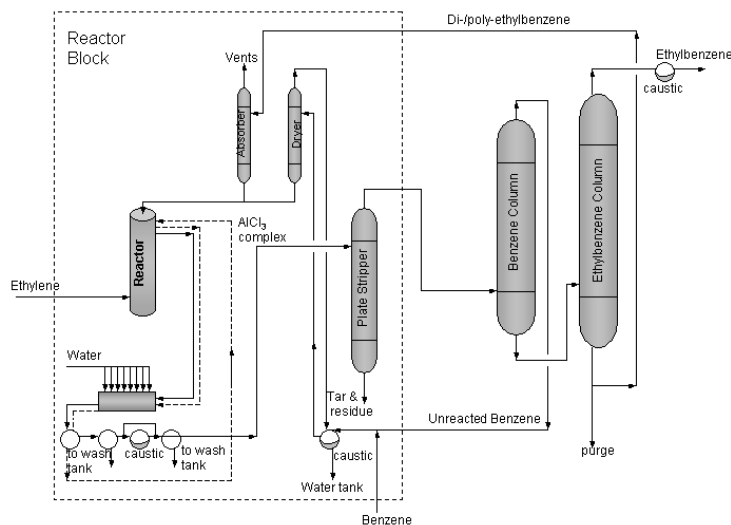 Di-/poly-ethylbenzene
Reactor
Block
Ethylbenzene
Vents
caustic
Absorber
Dryer
Benzene Column
Ethylbenzene Column
AlCl₃
complex
Reactor
Plate Stripper
Ethylene
Water
Tar &
residue
Unreacted Benzene
to wash
tank
caustic
to wash
tank
caustic
purge
Water tank
Benzene